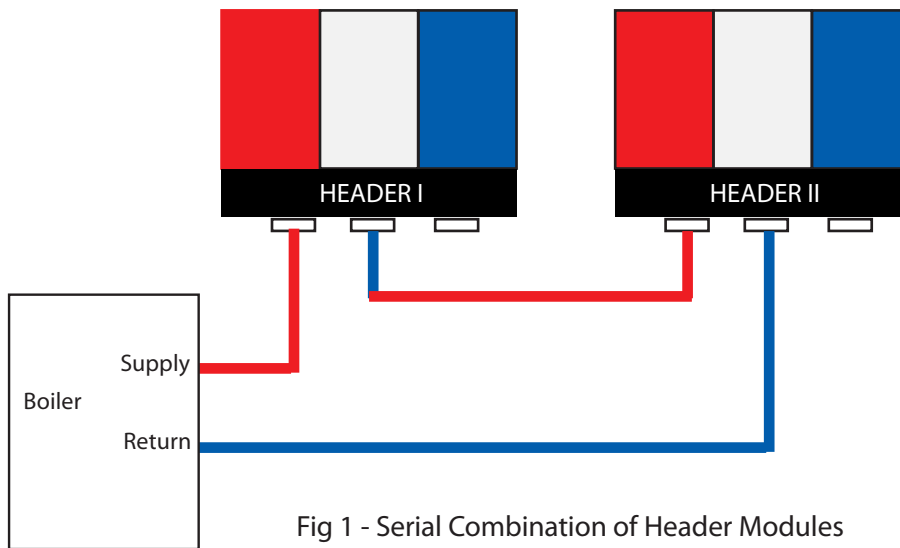 HEADER I
HEADER II
Supply
Boiler
Return
Fig 1 - Serial Combination of Header Modules